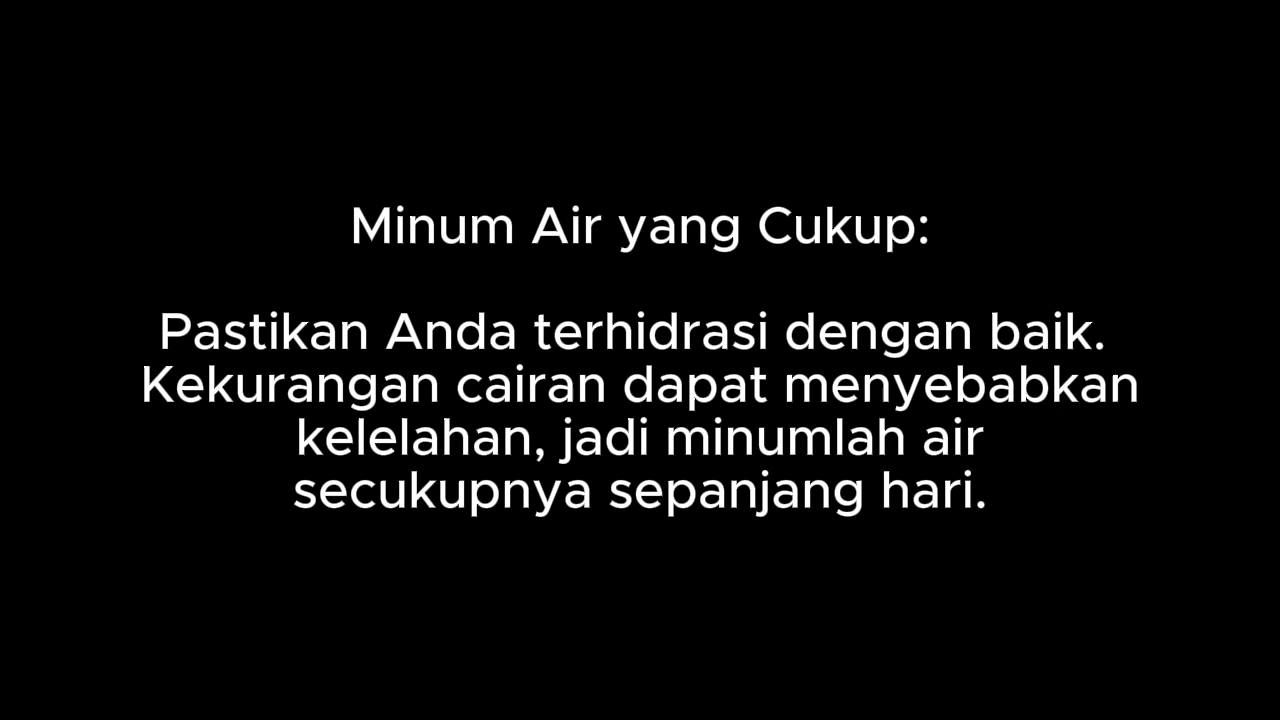 Minum Air yang Cukup:
Pastikan Anda terhidrasi dengan baik.
Kekurangan cairan dapat menyebabkan
kelelahan, jadi minumlah air
secukupnya sepanjang hari.